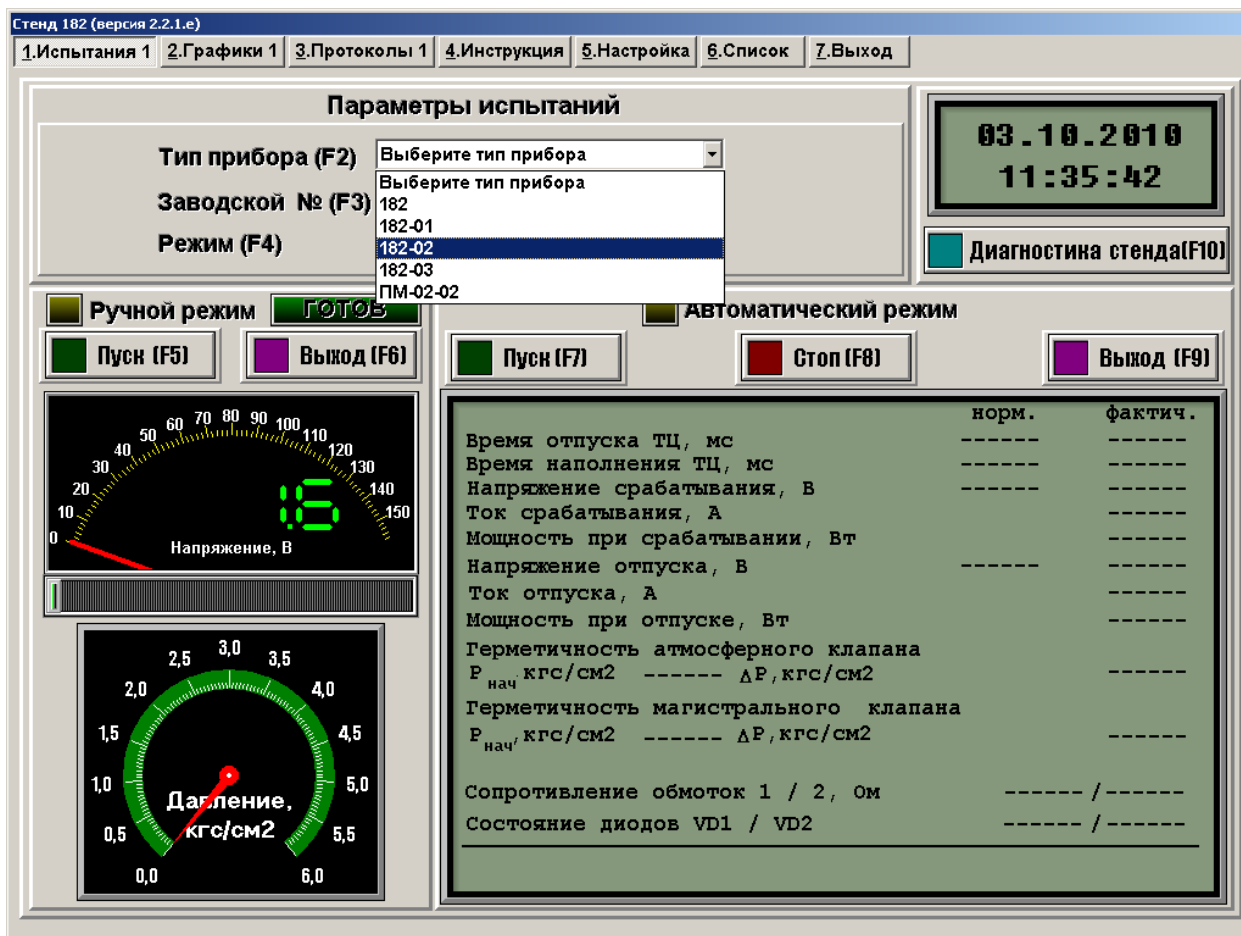 Стенд 182 (версия 2.2.1.e)
1.Испытания 1 2.Графики 1 3.Протоколы 1 4.Инструкция 5.Настройка 6.Список 7.Выход
Параметры испытаний
Тип прибора (F2) Выберите тип прибора
Выберите тип прибора
Заводской № (F3)
182
182-01
Режим (F4)
182-02
182-03
ПМ-02-02
03.10.2010
11:35:42
Диагностика стенда(F10)
Ручной режим ГОТОВ
Пуск (F5) Выход (F6)
Автоматический режим
Пуск (F7) Стоп (F8) Выход (F9)
0 10 20 30 40 50 60 70 80 90 100 110 120 130 140 150
1.6
Напряжение, В
0,0 0,5 1,0 1,5 2,0 2,5 3,0 3,5 4,0 4,5 5,0 5,5 6,0
Давление,
кгс/см2
норм. фактич.
Время отпуска ТЦ, мс ------ ------
Время наполнения ТЦ, мс ------ ------
Напряжение срабатывания, В ------ ------
Ток срабатывания, А ------
Мощность при срабатывании, Вт ------
Напряжение отпуска, В ------ ------
Ток отпуска, А ------
Мощность при отпуске, Вт ------
Герметичность атмосферного клапана
Рнач, кгс/см2 ------ ΔР,кгс/см2 ------
Герметичность магистрального клапана
Рнач, кгс/см2 ------ ΔР,кгс/см2 ------
Сопротивление обмоток 1 / 2, Ом ------ /------
Состояние диодов VD1 / VD2 ------ /------